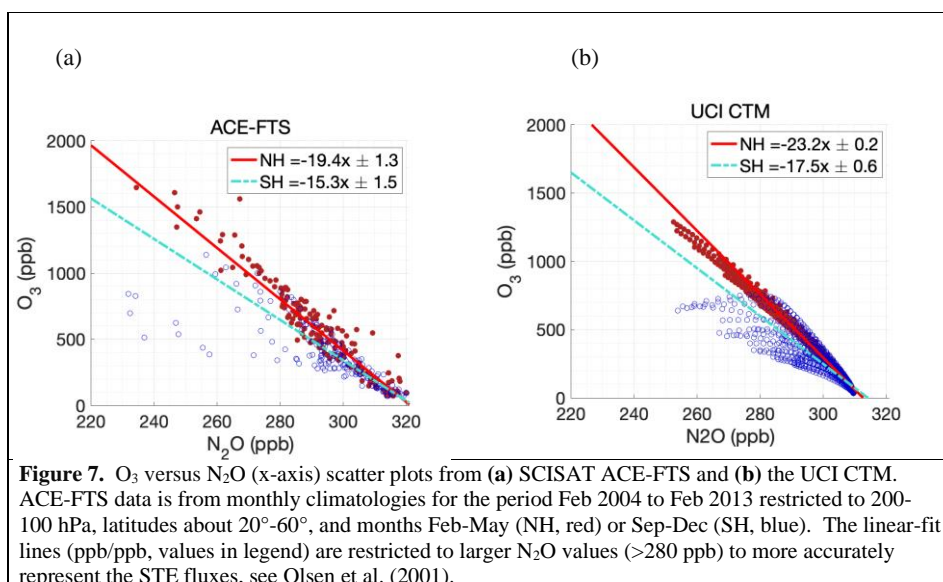 (a)
(b)
ACE-FTS
UCI CTM
NH =-19.4x ± 1.3
SH =-15.3x ± 1.5
NH =-23.2x ± 0.2
SH =-17.5x ± 0.6
2000
1500
1000
500
0
O3 (ppb)
220 240 260 280 300 320
N2O (ppb)
2000
1500
1000
500
0
O3 (ppb)
220 240 260 280 300 320
N2O (ppb)
Figure 7. O3 versus N2O (x-axis) scatter plots from (a) SCISAT ACE-FTS and (b) the UCI CTM.
ACE-FTS data is from monthly climatologies for the period Feb 2004 to Feb 2013 restricted to 200-
100 hPa, latitudes about 20°-60°, and months Feb-May (NH, red) or Sep-Dec (SH, blue). The linear-fit
lines (ppb/ppb, values in legend) are restricted to larger N2O values (>280 ppb) to more accurately
represent the STE fluxes, see Olsen et al. (2001).